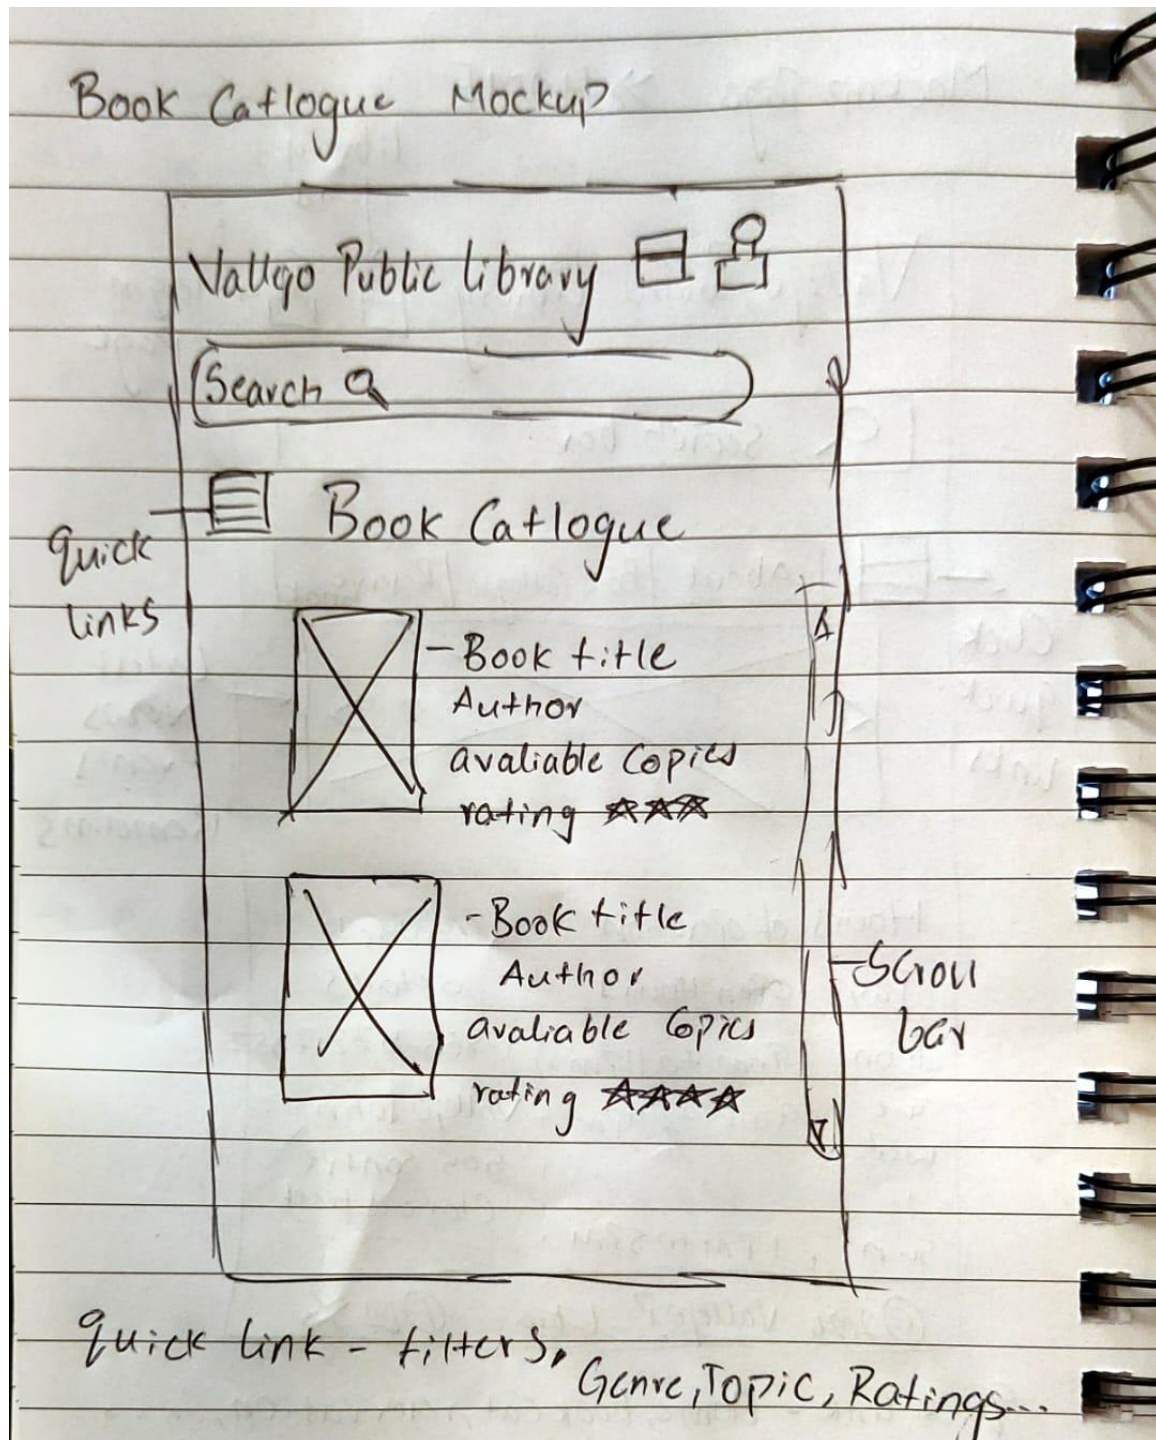 Book Catlogue Mockup
Vallejo Public library
Search
Book Catlogue
quick
links
- Book title
Author
avaliable Copies
rating
- Book title
Author
avaliable Copies
rating
Scroll
bar
quick link - filters,
Genre, Topic, Ratings...